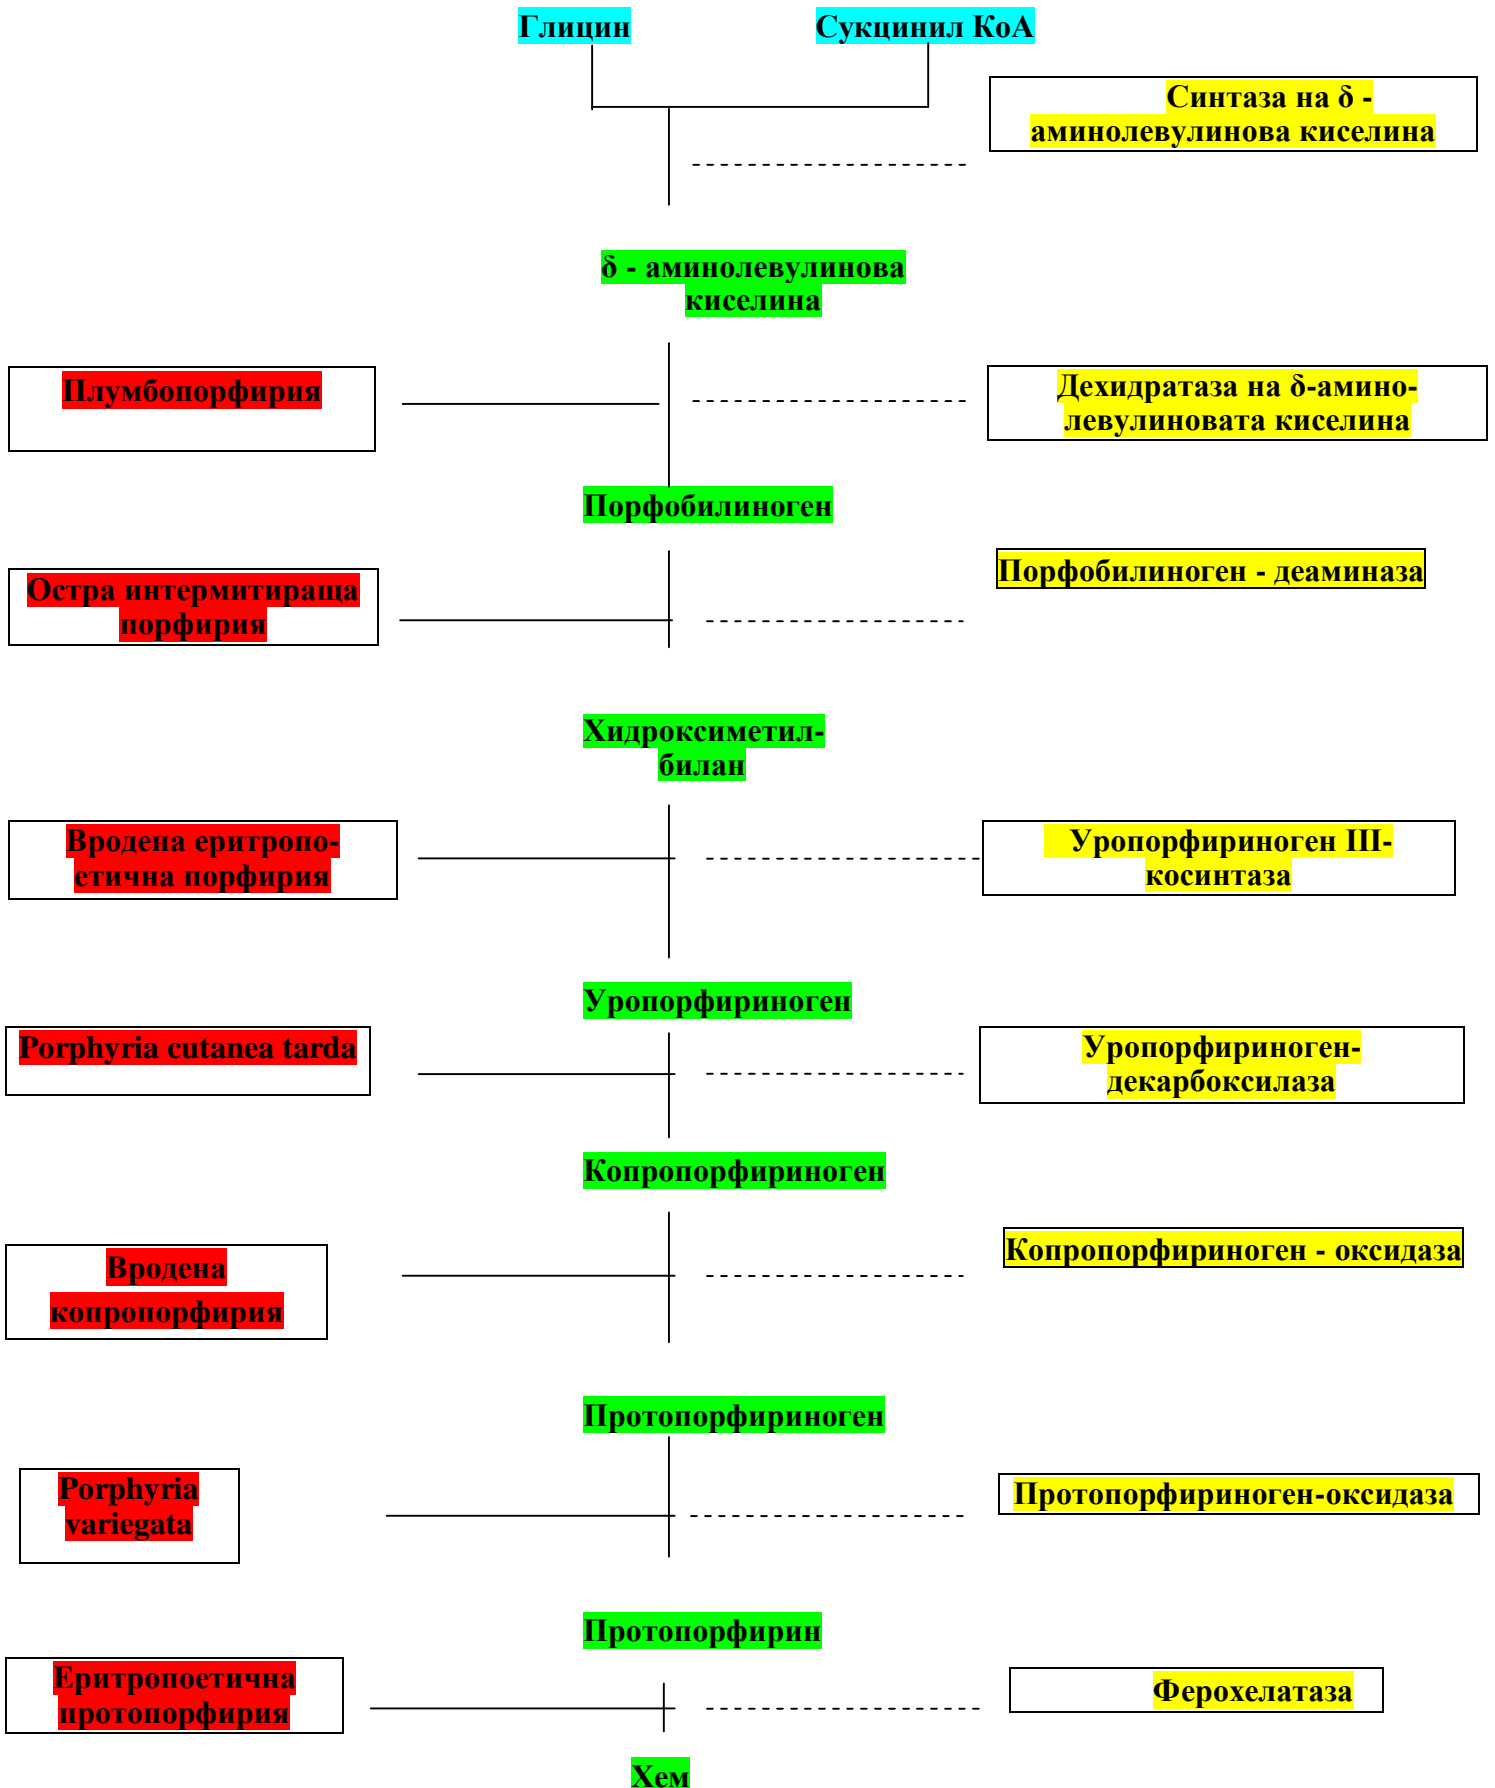 Глицин
Сукцинил КоА
Синтаза на δ -
аминолевулинова киселина
δ - аминолевулинова
киселина
Плумбопорфирия
Дехидратаза на δ-амино-
левулиновата киселина
Порфобилиноген
Порфобилиноген - деаминаза
Остра интермитираща
порфирия
Хидроксиметил-
билан
Вродена еритропо-
етична порфирия
Уропорфириноген III-
косинтаза
Уропорфириноген
Porphyria cutanea tarda
Уропорфириноген-
декарбоксилаза
Копропорфириноген
Копропорфириноген - оксидаза
Вродена
копропорфирия
Протопорфириноген
Porphyria
variegata
Протопорфириноген-оксидаза
Протопорфирин
Еритропоетична
протопорфирия
Ферохелатаза
Хем